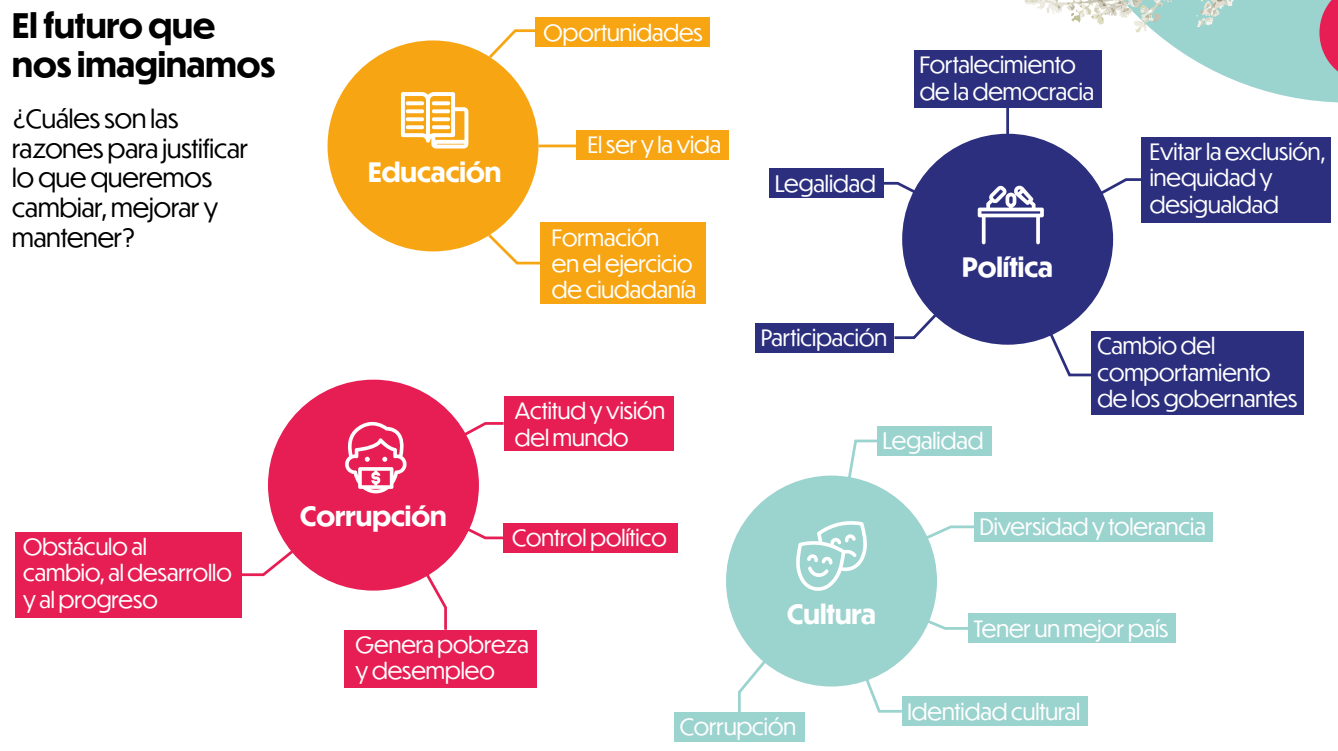 El futuro que
nos imaginamos
¿Cuáles son las
razones para justificar
lo que queremos
cambiar, mejorar y
mantener?
Educación
Oportunidades
El ser y la vida
Formación
en el ejercicio
de ciudadanía
Política
Fortalecimiento
de la democracia
Evitar la exclusión,
inequidad y
desigualdad
Legalidad
Participación
Cambio del
comportamiento
de los gobernantes
Corrupción
$
Actitud y visión
del mundo
Control político
Obstáculo al
cambio, al desarrollo
y al progreso
Genera pobreza
y desempleo
Cultura
Legalidad
Diversidad y tolerancia
Tener un mejor país
Identidad cultural
Corrupción